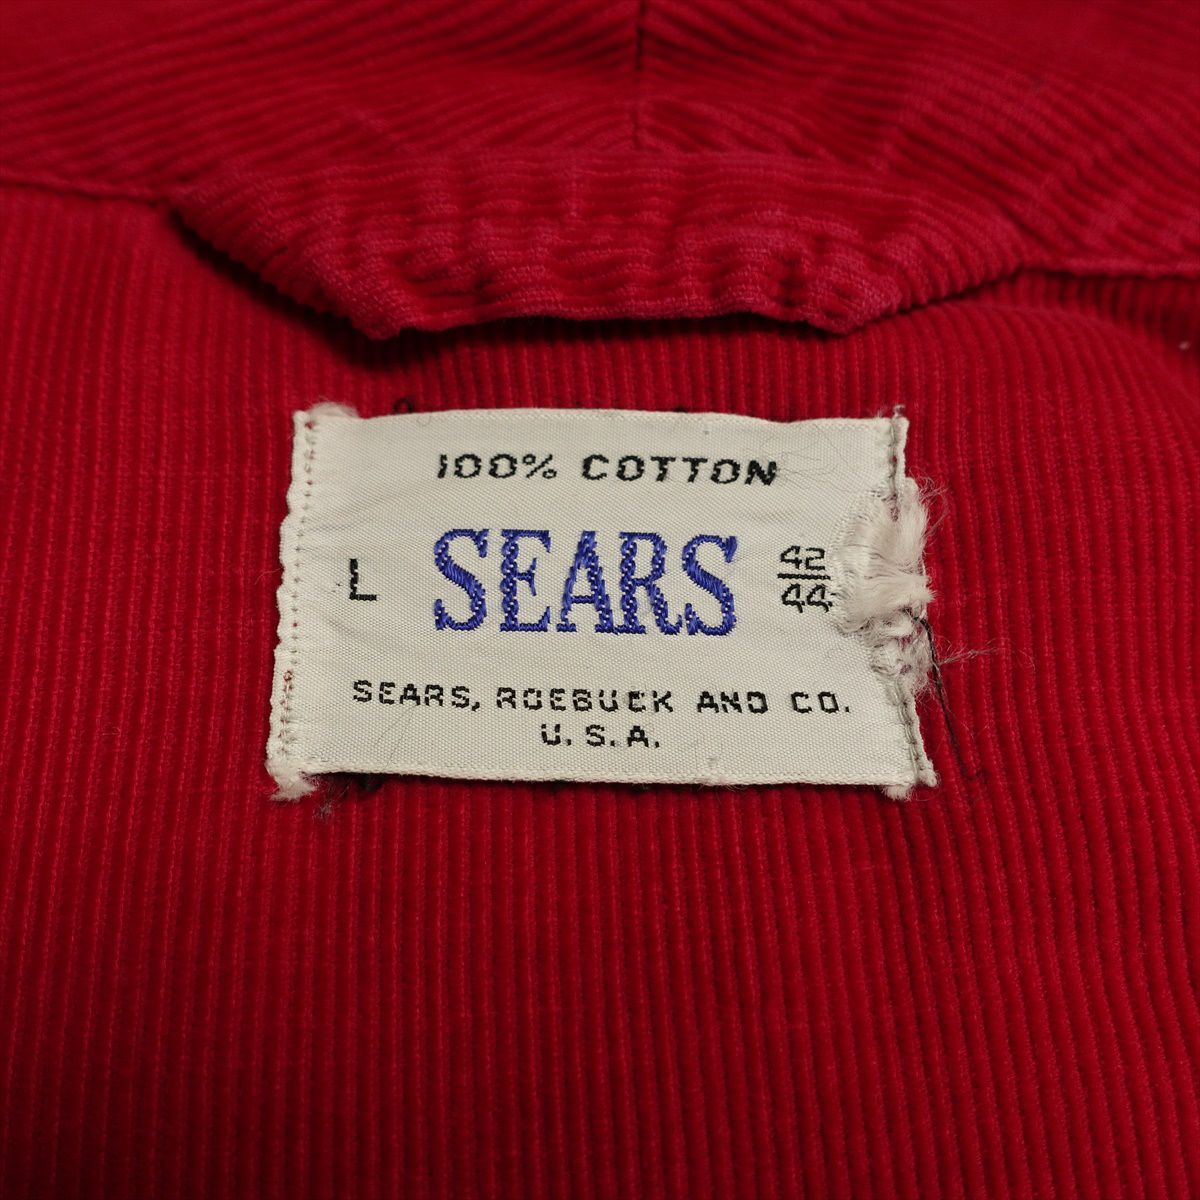 100% COTTON
L SEARS 42/44
SEARS, ROEBUCK AND CO.
U.S.A.